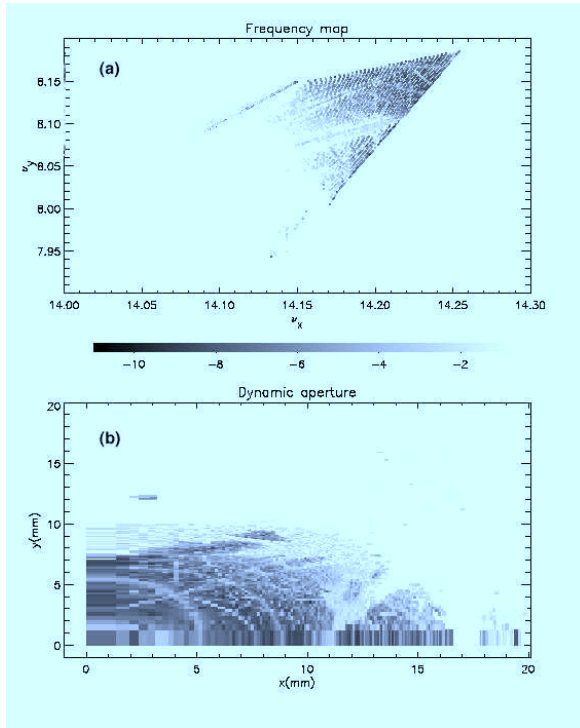 Frequency map
(a)
8.15
8.10
8.05
8.00
7.95
νy
14.00 14.05 14.10 14.15 14.20 14.25 14.30
νx
−10 −8 −6 −4 −2
Dynamic aperture
(b)
20
15
10
5
0
y(mm)
0 5 10 15 20
x(mm)